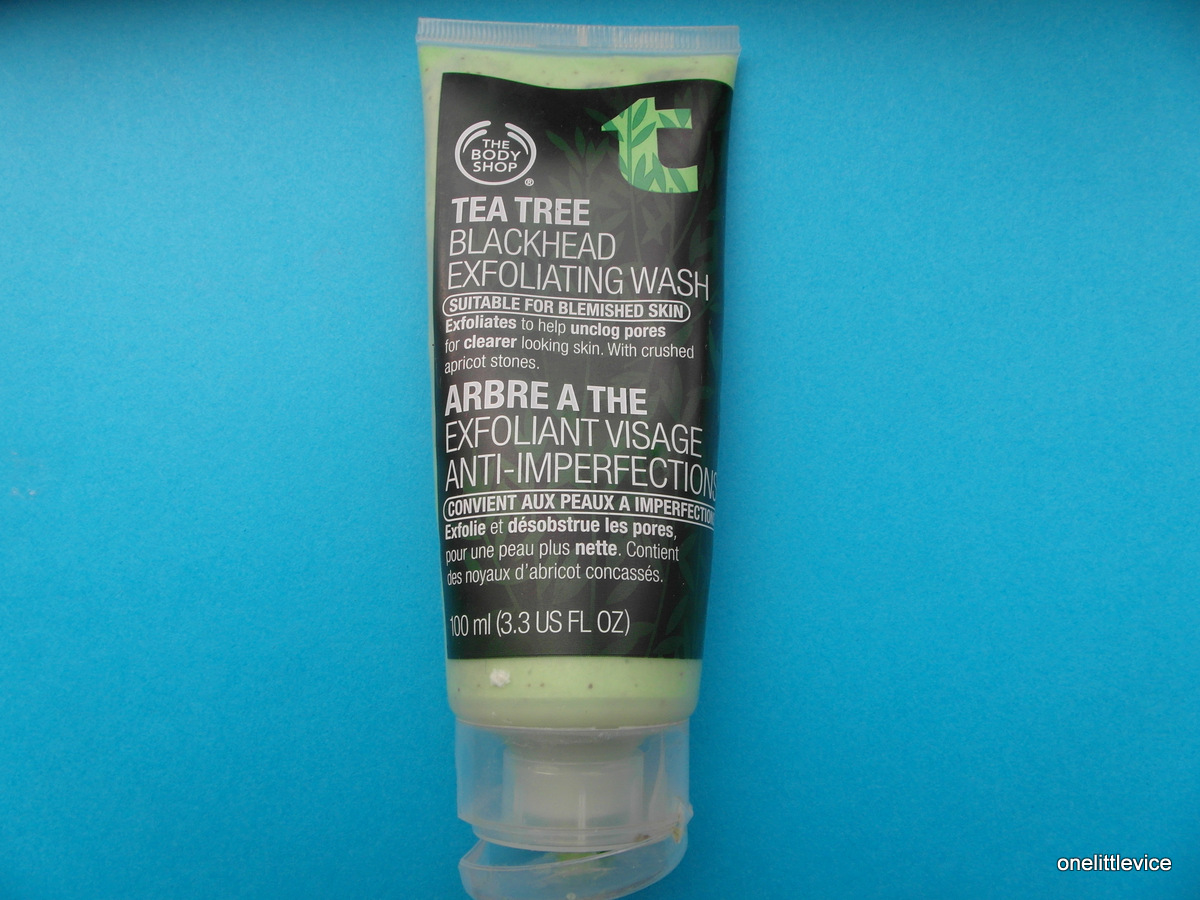 THE
BODY
SHOP
®
t
TEA TREE
BLACKHEAD
EXFOLIATING WASH
SUITABLE FOR BLEMISHED SKIN
Exfoliates to help unclog pores
for clearer looking skin. With crushed
apricot stones.
ARBRE A THE
EXFOLIANT VISAGE
ANTI-IMPERFECTIONS
CONVIENT AUX PEAUX A
Exfolie et désobstrue les pores,
pour une peau plus nette. Contient
des noyaux d'abricot concassés.
100 ml (3.3 US FL OZ)
onelittlevice